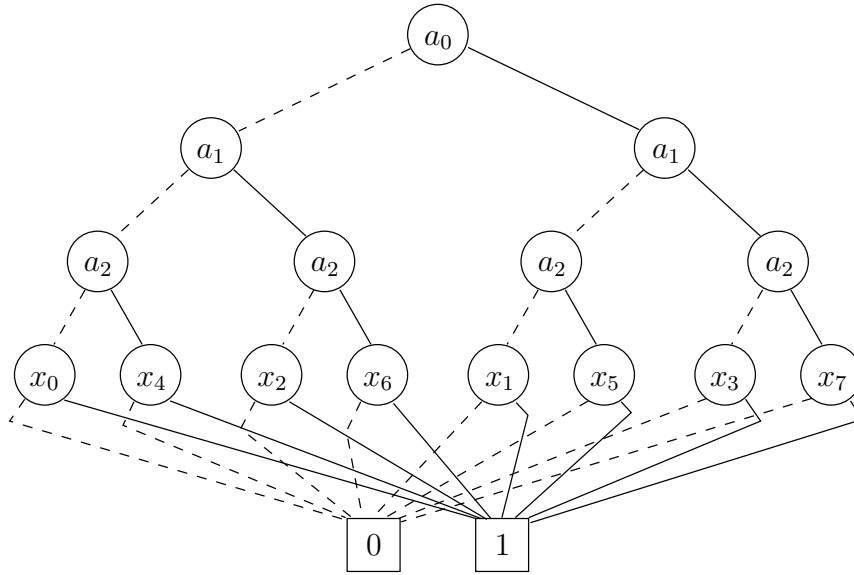 a₀
a₁ a₁
a₂ a₂ a₂ a₂
x₀ x₄ x₂ x₆ x₁ x₅ x₃ x₇
0 1